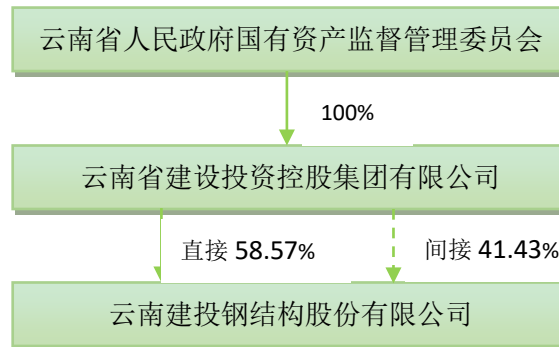 云南省人民政府国有资产监督管理委员会
100%
云南省建设投资控股集团有限公司
直接 58.57% 间接 41.43%
云南建投钢结构股份有限公司